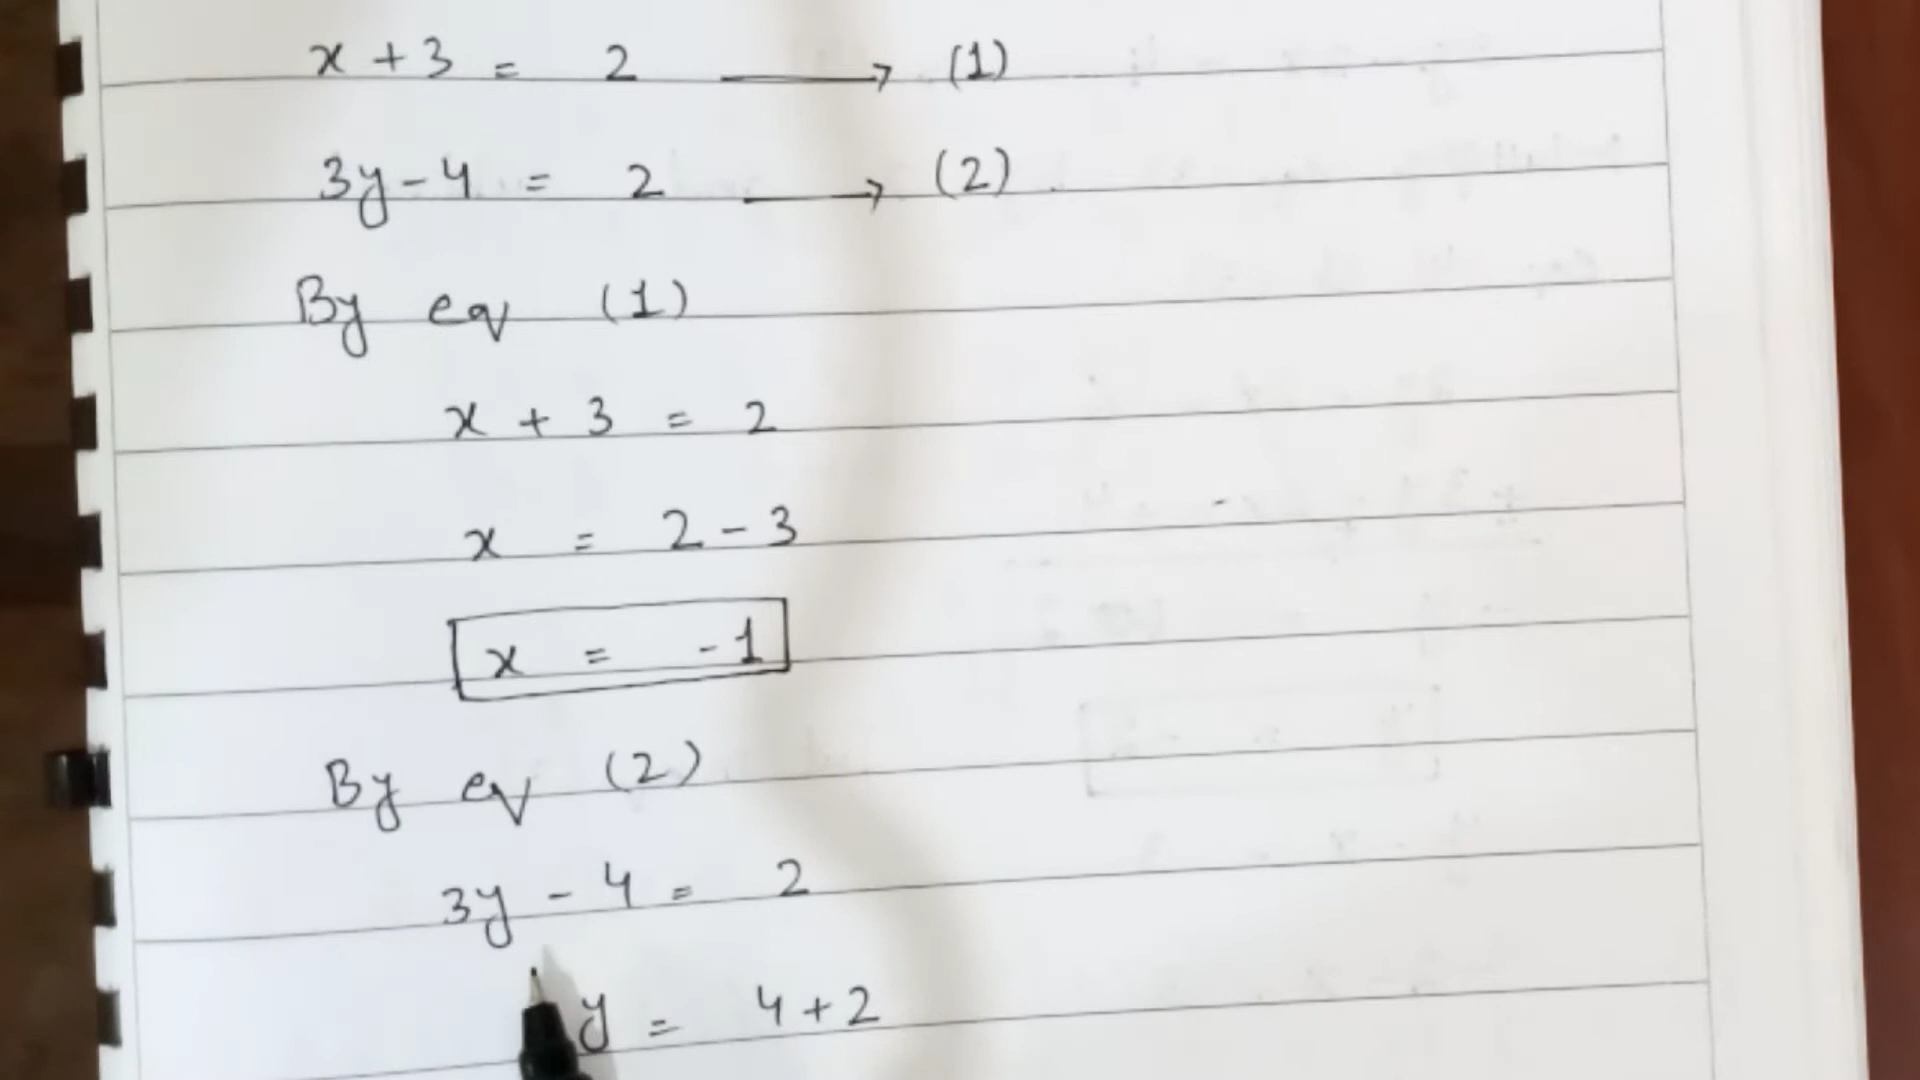 x + 3 = 2 → (1)
3y - 4 = 2 → (2)
By eq (1)
x + 3 = 2
x = 2 - 3
x = -1
By eq (2)
3y - 4 = 2
y = 4 + 2